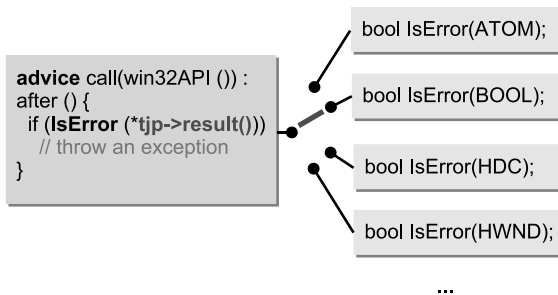 advice call(win32API ()) :
after () {
if (IsError (*tjp->result()))
// throw an exception
}
bool IsError(ATOM);
bool IsError(BOOL);
bool IsError(HDC);
bool IsError(HWND);
...